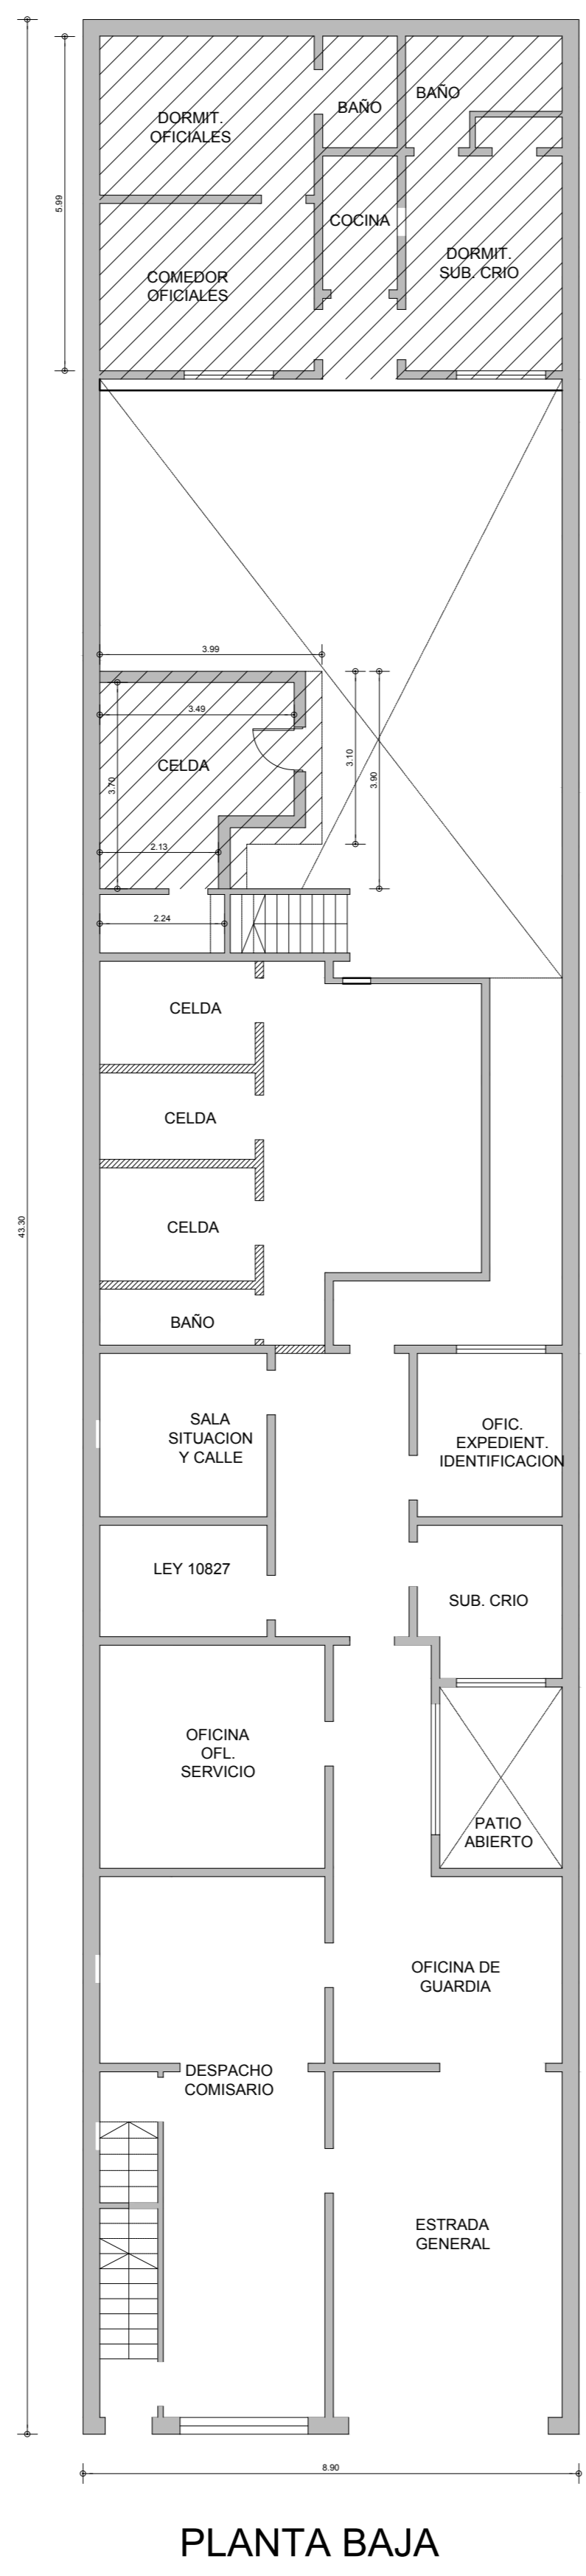 DORMIT.
OFICIALES
BAÑO
BAÑO
5.99
COCINA
COMEDOR
OFICIALES
DORMIT.
SUB. CRIO
3.99
3.49
CELDA
3.70
3.10
3.90
2.13
2.24
CELDA
CELDA
CELDA
43.30
BAÑO
SALA
SITUACION
Y CALLE
OFIC.
EXPEDIENT.
IDENTIFICACION
LEY 10827
SUB. CRIO
OFICINA
OFL.
SERVICIO
PATIO
ABIERTO
OFICINA DE
GUARDIA
DESPACHO
COMISARIO
ESTRADA
GENERAL
8.90
PLANTA BAJA